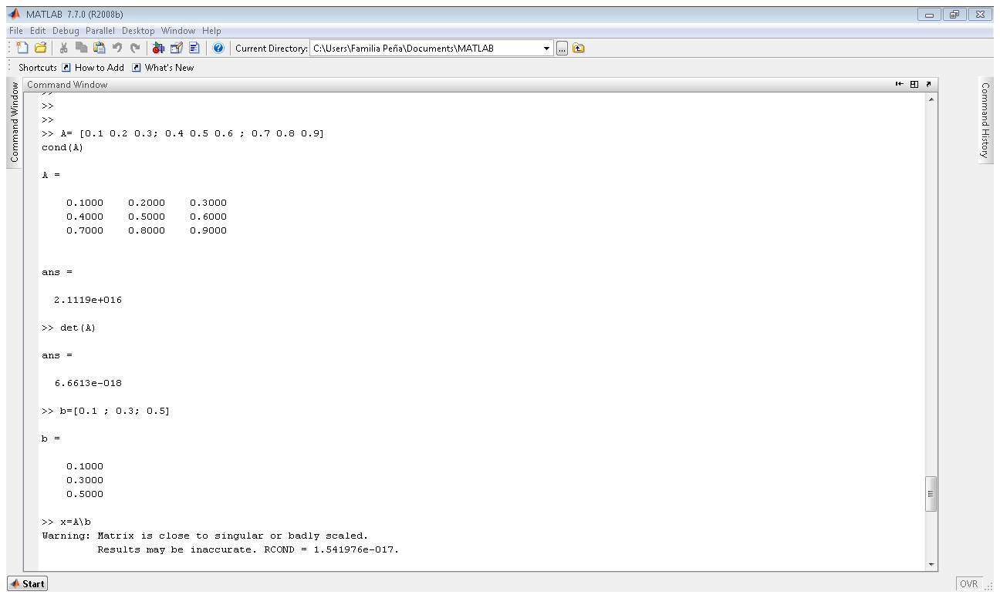 MATLAB 7.7.0 (R2008b)
File Edit Debug Parallel Desktop Window Help
Current Directory: C:\Users\Familia Peña\Documents\MATLAB ...
Shortcuts How to Add What's New
Command Window
Command Window
Command History
>>
>>
>>
>> A= [0.1 0.2 0.3; 0.4 0.5 0.6 ; 0.7 0.8 0.9]
cond(A)
A =
0.1000 0.2000 0.3000
0.4000 0.5000 0.6000
0.7000 0.8000 0.9000
ans =
2.1119e+016
>> det(A)
ans =
6.6613e-018
>> b=[0.1 ; 0.3; 0.5]
b =
0.1000
0.3000
0.5000
>> x=A\b
Warning: Matrix is close to singular or badly scaled.
Results may be inaccurate. RCOND = 1.541976e-017.
Start
OVR